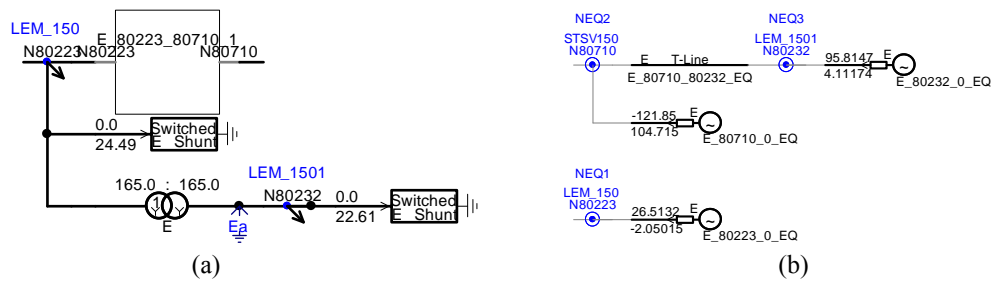 LEM_150
N80223 N80223
E_80223_80710_1
N80710
0.0
24.49
Switched
E Shunt
165.0 : 165.0
1 Y
E
Ea
LEM_1501
N80232
0.0
22.61
Switched
E Shunt
(a)
NEQ2
STSV150
N80710
E T-Line
E_80710_80232_EQ
NEQ3
LEM_1501
N80232
95.8147
4.11174
E
E_80232_0_EQ
-121.85
104.715
E
E_80710_0_EQ
NEQ1
LEM_150
N80223
26.5132
-2.05015
E
E_80223_0_EQ
(b)